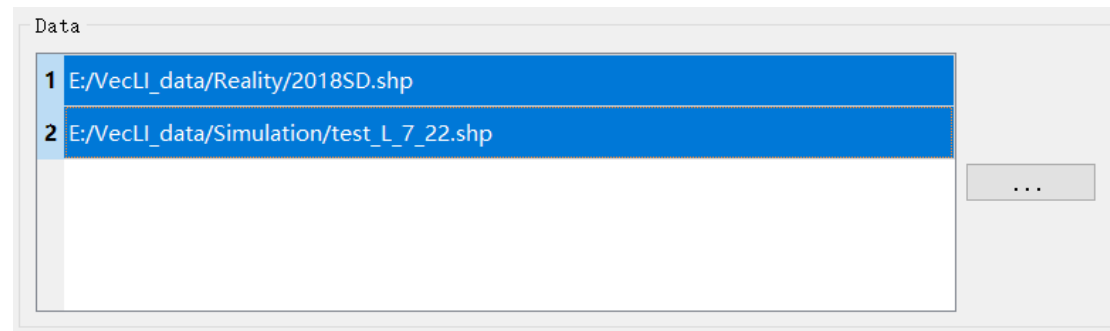 Data
1 E:/VecLI_data/Reality/2018SD.shp
2 E:/VecLI_data/Simulation/test_L_7_22.shp
...